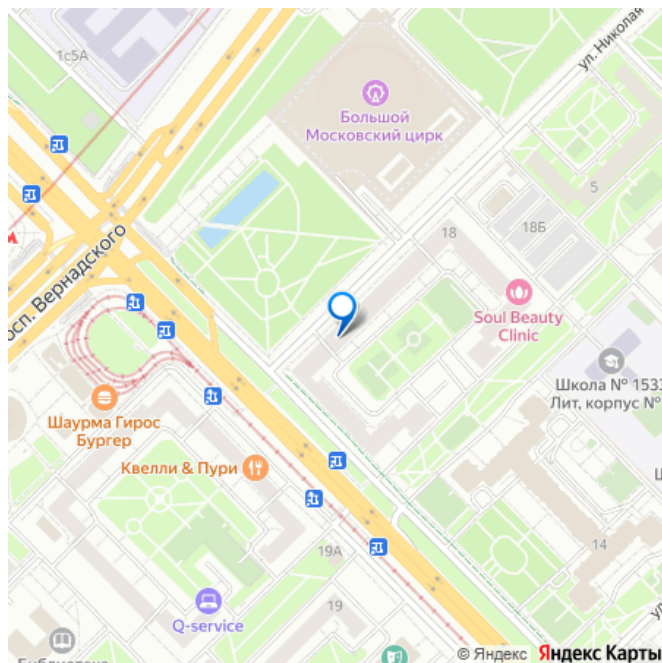 1с5А
ул. Николая
Большой
Московский цирк
5
18Б
18
просп. Вернадского
Soul Beauty
Clinic
Школа № 1533
Лит, корпус №
Шаурма Гирос
Бургер
Квелли & Пури
19А
14
19
Q-service
Библиотека
© Яндекс Яндекс Карты